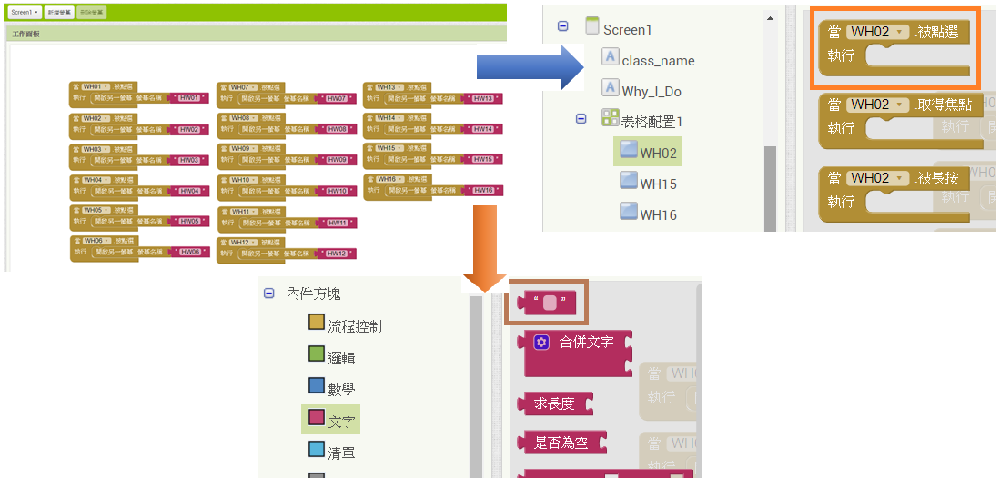 Screen1
新增螢幕
刪除螢幕
工作面板
當 WH01 .被點選
執行 開啟另一螢幕 螢幕名稱 " HW01 "
當 WH02 .被點選
執行 開啟另一螢幕 螢幕名稱 " HW02 "
當 WH03 .被點選
執行 開啟另一螢幕 螢幕名稱 " HW03 "
當 WH04 .被點選
執行 開啟另一螢幕 螢幕名稱 " HW04 "
當 WH05 .被點選
執行 開啟另一螢幕 螢幕名稱 " HW05 "
當 WH06 .被點選
執行 開啟另一螢幕 螢幕名稱 " HW06 "
當 WH07 .被點選
執行 開啟另一螢幕 螢幕名稱 " HW07 "
當 WH08 .被點選
執行 開啟另一螢幕 螢幕名稱 " HW08 "
當 WH09 .被點選
執行 開啟另一螢幕 螢幕名稱 " HW09 "
當 WH10 .被點選
執行 開啟另一螢幕 螢幕名稱 " HW10 "
當 WH11 .被點選
執行 開啟另一螢幕 螢幕名稱 " HW11 "
當 WH12 .被點選
執行 開啟另一螢幕 螢幕名稱 " HW12 "
當 WH13 .被點選
執行 開啟另一螢幕 螢幕名稱 " HW13 "
當 WH14 .被點選
執行 開啟另一螢幕 螢幕名稱 " HW14 "
當 WH15 .被點選
執行 開啟另一螢幕 螢幕名稱 " HW15 "
當 WH16 .被點選
執行 開啟另一螢幕 螢幕名稱 " HW16 "
Screen1
A class_name
A Why_I_Do
表格配置1
WH02
WH15
WH16
當 WH02 .被點選
執行
當 WH02 .取得焦點
執行
執行
當 WH02 .被長按
執行
執行
內件方塊
流程控制
邏輯
數學
文字
清單
“ ”
合併文字
求長度
是否為空
當 WH
執行
當 WH
執行